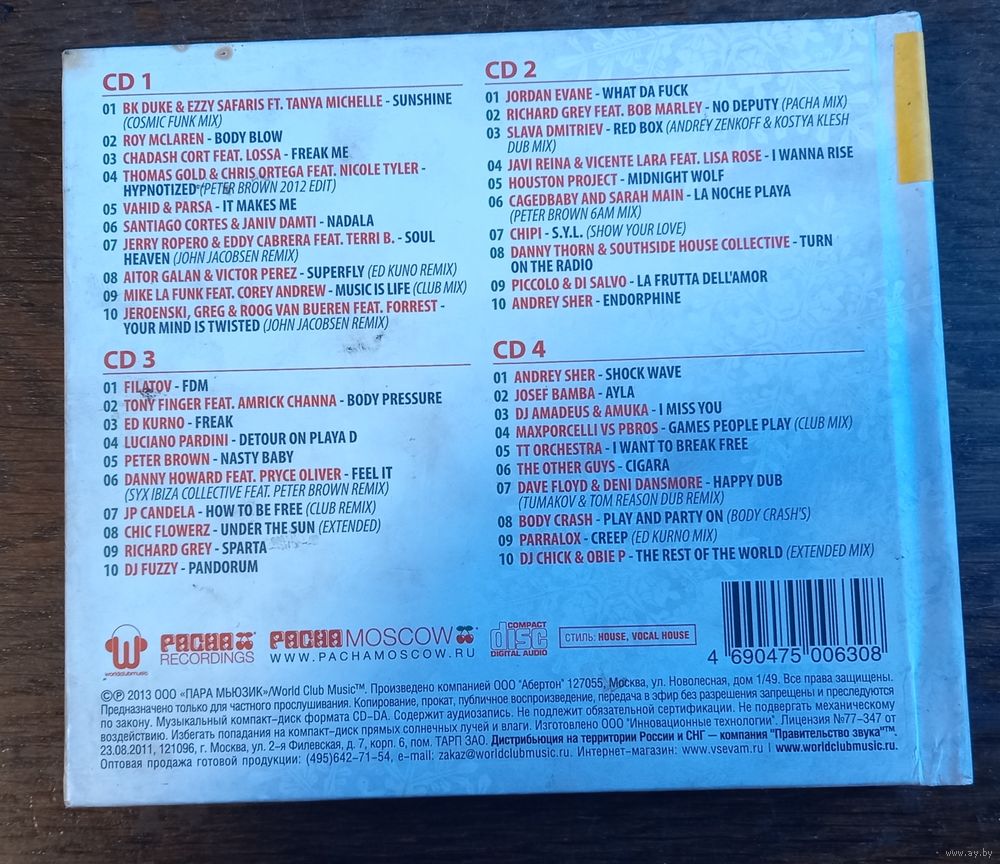 CD 1
01 BK DUKE & EZZY SAFARIS FT. TANYA MICHELLE - SUNSHINE
(COSMIC FUNK MIX)
02 ROY MCLAREN - BODY BLOW
03 CHADASH CORT FEAT. LOSSA - FREAK ME
04 THOMAS GOLD & CHRIS ORTEGA FEAT. NICOLE TYLER -
HYPNOTIZED (PETER BROWN 2012 EDIT)
05 VAHID & PARSA - IT MAKES ME
06 SANTIAGO CORTES & JANIV DAMTI - NADALA
07 JERRY ROPERO & EDDY CABRERA FEAT. TERRI B. - SOUL
HEAVEN (JOHN JACOBSEN REMIX)
08 AITOR GALAN & VICTOR PEREZ - SUPERFLY (ED KUNO REMIX)
09 MIKE LA FUNK FEAT. COREY ANDREW - MUSIC IS LIFE (CLUB MIX)
10 JEROENSKI, GREG & ROOG VAN BUEREN FEAT. FORREST -
YOUR MIND IS TWISTED (JOHN JACOBSEN REMIX)
CD 2
01 JORDAN EVANE - WHAT DA FUCK
02 RICHARD GREY FEAT. BOB MARLEY - NO DEPUTY (PACHA MIX)
03 SLAVA DMITRIEV - RED BOX (ANDREY ZENKOFF & KOSTYA KLESH
DUB MIX)
04 JAVI REINA & VICENTE LARA FEAT. LISA ROSE - I WANNA RISE
05 HOUSTON PROJECT - MIDNIGHT WOLF
06 CAGEDBABY AND SARAH MAIN - LA NOCHE PLAYA
(PETER BROWN 6AM MIX)
07 CHIPI - S.Y.L. (SHOW YOUR LOVE)
08 DANNY THORN & SOUTHSIDE HOUSE COLLECTIVE - TURN
ON THE RADIO
09 PICCOLO & DI SALVO - LA FRUTTA DELL'AMOR
10 ANDREY SHER - ENDORPHINE
CD 3
01 FILATOV - FDM
02 TONY FINGER FEAT. AMRICK CHANNA - BODY PRESSURE
03 ED KURNO - FREAK
04 LUCIANO PARDINI - DETOUR ON PLAYA D
05 PETER BROWN - NASTY BABY
06 DANNY HOWARD FEAT. PRYCE OLIVER - FEEL IT
(SYX IBIZA COLLECTIVE FEAT. PETER BROWN REMIX)
07 JP CANDELA - HOW TO BE FREE (CLUB REMIX)
08 CHIC FLOWERZ - UNDER THE SUN (EXTENDED)
09 RICHARD GREY - SPARTA
10 DJ FUZZY - PANDORUM
CD 4
01 ANDREY SHER - SHOCK WAVE
02 JOSEF BAMBA - AYLA
03 DJ AMADEUS & AMUKA - I MISS YOU
04 MAXPORCELLI VS PBROS - GAMES PEOPLE PLAY (CLUB MIX)
05 TT ORCHESTRA - I WANT TO BREAK FREE
06 THE OTHER GUYS - CIGARA
07 DAVE FLOYD & DENI DANSMORE - HAPPY DUB
(TUMAKOV & TOM REASON DUB REMIX)
08 BODY CRASH - PLAY AND PARTY ON (BODY CRASH'S)
09 PARRALOX - CREEP (ED KURNO MIX)
10 DJ CHICK & OBIE P - THE REST OF THE WORLD (EXTENDED MIX)
worldclubmusic
PACHA
RECORDINGS
PACHA MOSCOW
WWW.PACHAMOSCOW.RU
COMPACT
disc
DIGITAL AUDIO
СТИЛЬ: HOUSE, VOCAL HOUSE
4 690475 006308
©℗ 2013 ООО «ПАРА МЬЮЗИК»/World Club Music™. Произведено компанией ООО "Абертон" 127055, Москва, ул. Новолесная, дом 1/49. Все права защищены.
Предназначено только для частного прослушивания. Копирование, прокат, публичное воспроизведение, передача в эфир без разрешения запрещены и преследуются
по закону. Музыкальный компакт-диск формата CD-DA. Содержит аудиозапись. Не подлежит обязательной сертификации. Не подвергать механическому
воздействию. Избегать попадания на компакт-диск прямых солнечных лучей и влаги. Изготовлено ООО "Инновационные технологии". Лицензия №77-347 от
23.08.2011, 121096, г. Москва, ул. 2-я Филевская, д. 7, корп. 6, пом. ТАРП ЗАО. Дистрибьюция на территории России и СНГ — компания "Правительство звука"™.
Оптовая продажа готовой продукции: (495)642-71-54, e-mail: zakaz@worldclubmusic.ru. Интернет-магазин: www.vsevam.ru | www.worldclubmusic.ru.
www.ay.by